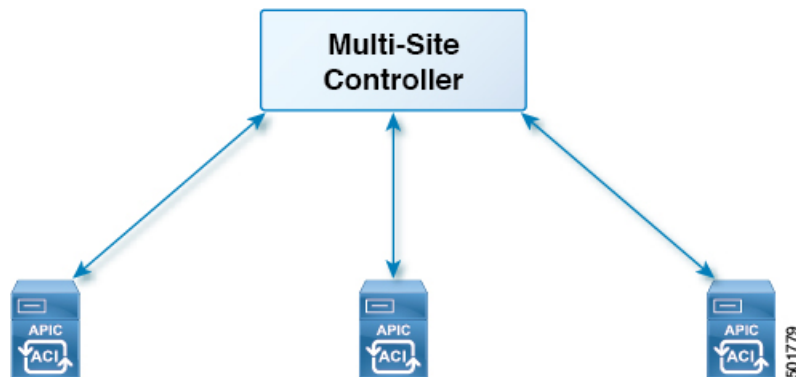 Multi-Site
Controller
APIC
ACI
APIC
ACI
APIC
ACI
501779